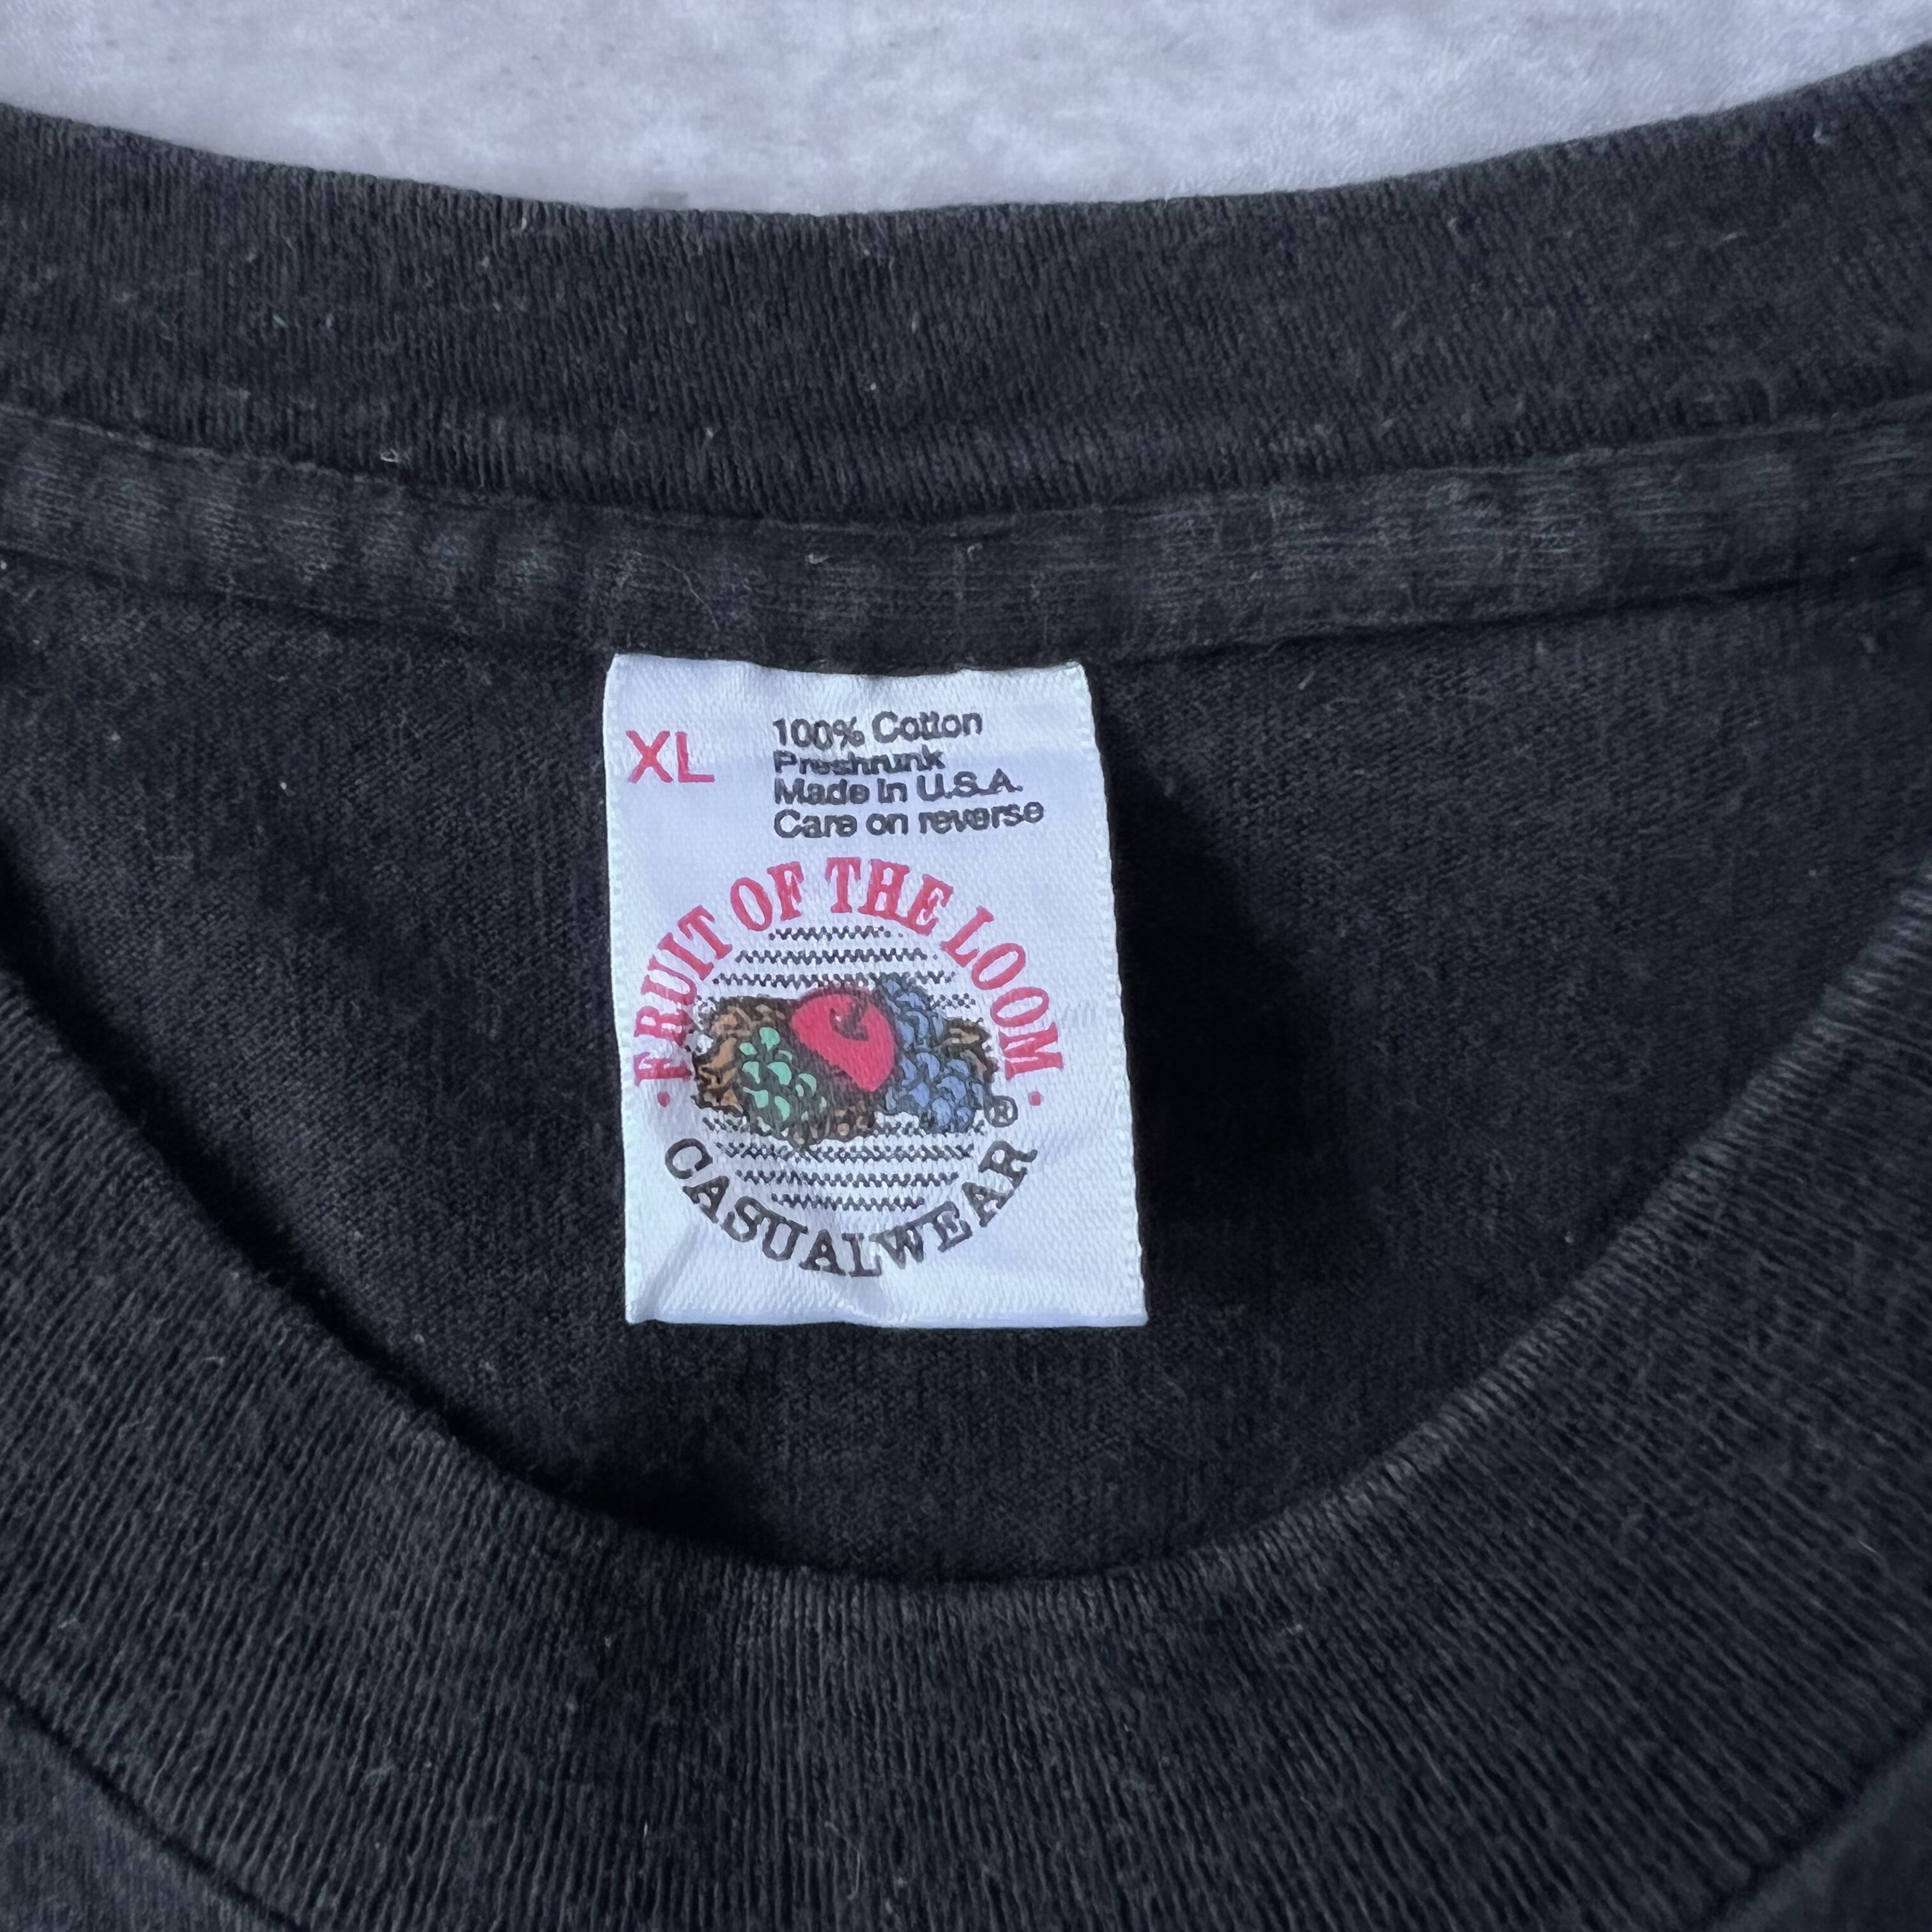 XL
100% Cotton
Preshrunk
Made in U.S.A.
Care on reverse
· FRUIT OF THE LOOM ·
®
CASUALWEAR